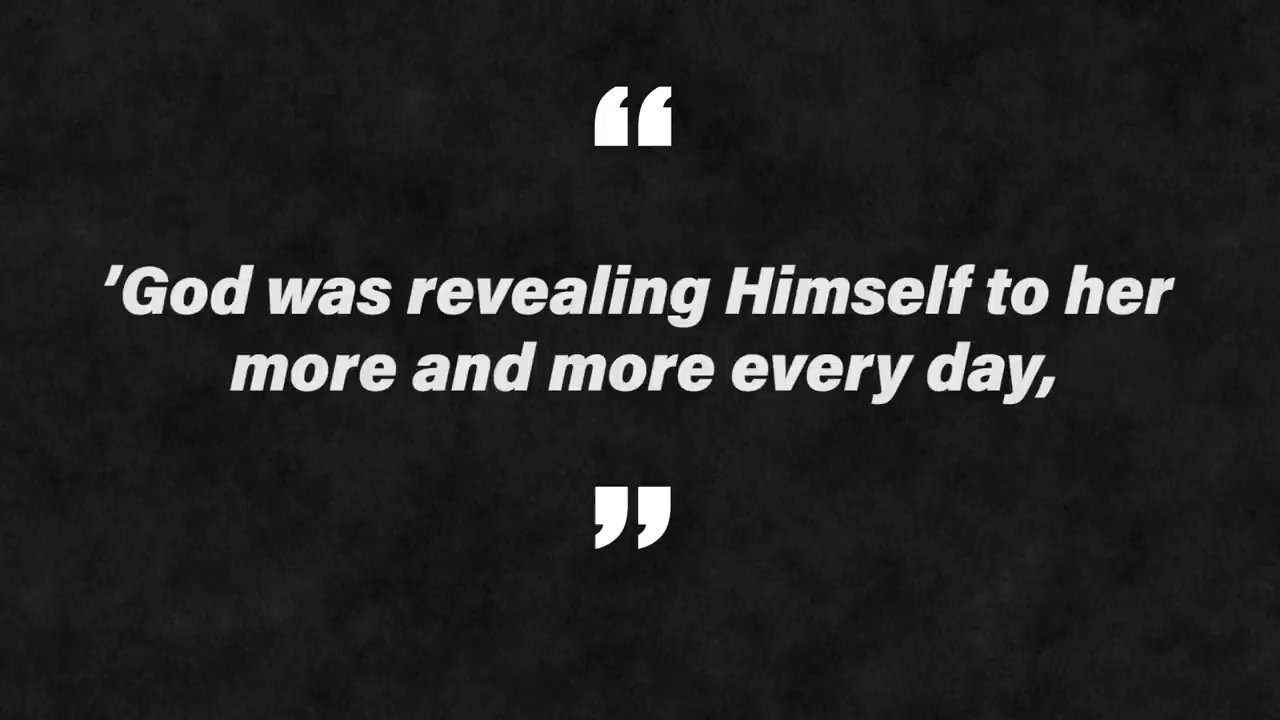 “
’God was revealing Himself to her
more and more every day,
”